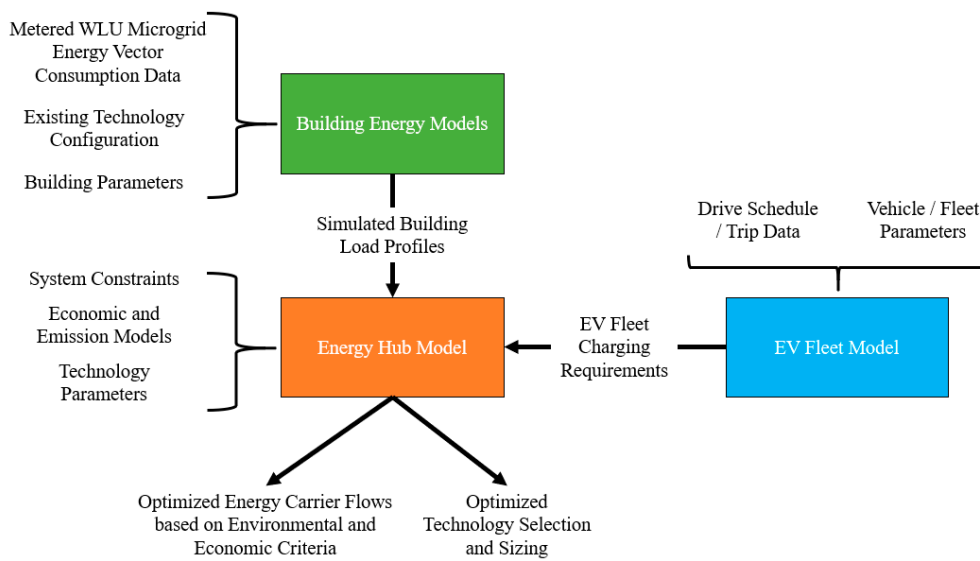 Metered WLU Microgrid
Energy Vector
Consumption Data
Existing Technology
Configuration
Building Parameters
Building Energy Models
Simulated Building
Load Profiles
Drive Schedule
/ Trip Data
Vehicle / Fleet
Parameters
System Constraints
Economic and
Emission Models
Technology
Parameters
Energy Hub Model
EV Fleet
Charging
Requirements
EV Fleet Model
Optimized Energy Carrier Flows
based on Environmental and
Economic Criteria
Optimized
Technology Selection
and Sizing